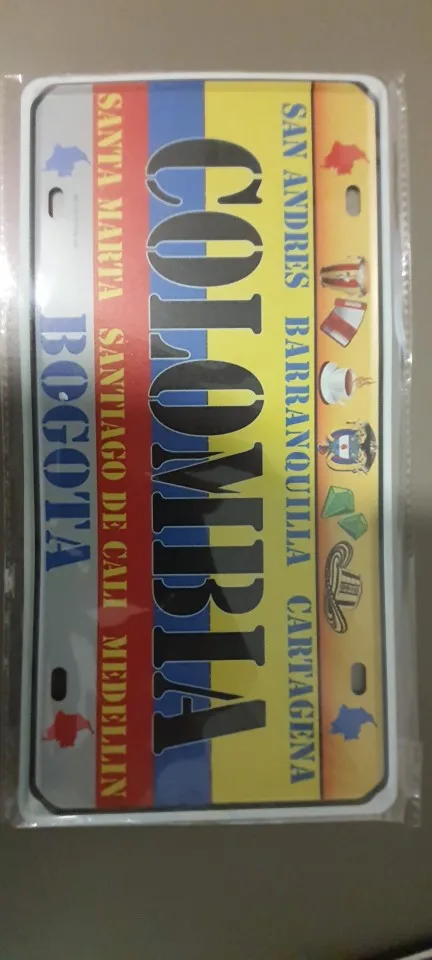 SAN ANDRES BARRANQUILLA CARTAGENA
COLOMBIA
SANTA MARTA SANTIAGO DE CALI MEDELLIN
BOGOTA